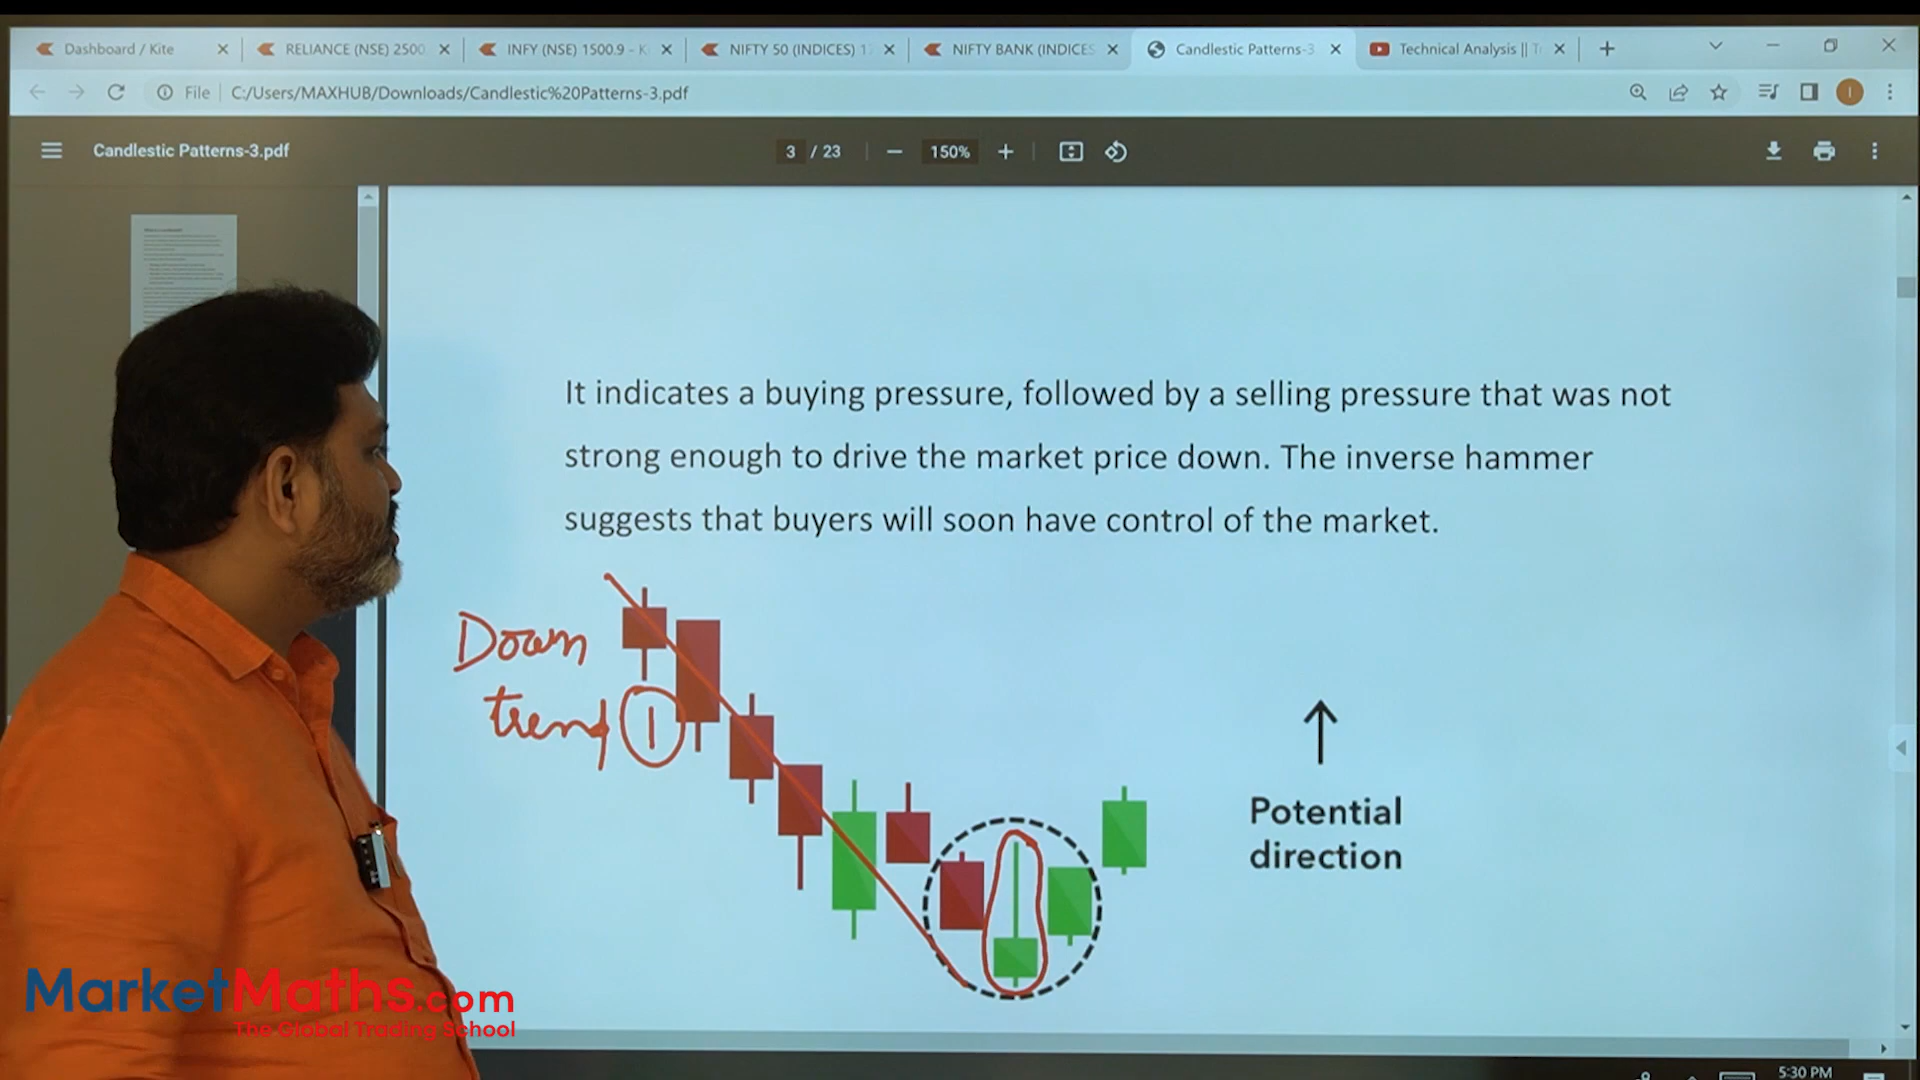 Dashboard / Kite
RELIANCE (NSE) 2500
INFY (NSE) 1500.9 - K
NIFTY 50 (INDICES) 17
NIFTY BANK (INDICES
Candlestic Patterns-3
Technical Analysis || T
File
C:/Users/MAXHUB/Downloads/Candlestic%20Patterns-3.pdf
I
Candlestic Patterns-3.pdf
3 / 23
150%
It indicates a buying pressure, followed by a selling pressure that was not
strong enough to drive the market price down. The inverse hammer
suggests that buyers will soon have control of the market.
Down
trend 1
Potential
direction
MarketMaths.com
The Global Trading School
5:30 PM